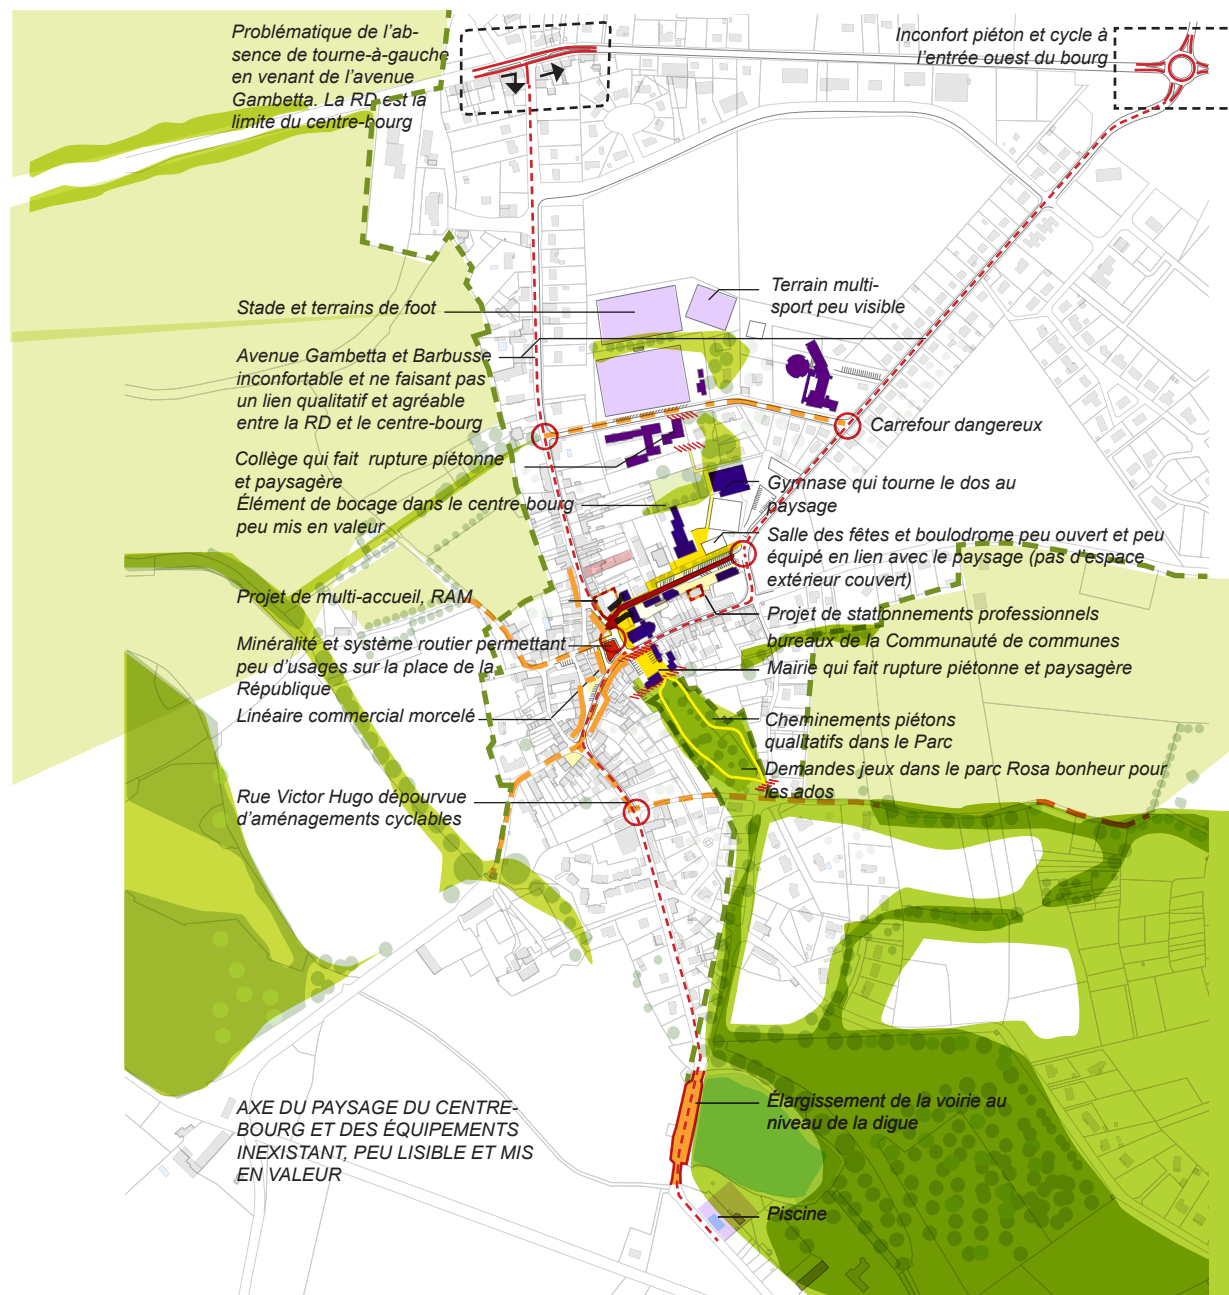 Problématique de l'ab-
sence de tourne-à-gauche
en venant de l'avenue
Gambetta. La RD est la
limite du centre-bourg
Inconfort piéton et cycle à
l'entrée ouest du bourg
Terrain multi-
sport peu visible
Stade et terrains de foot
Avenue Gambetta et Barbusse
inconfortable et ne faisant pas
un lien qualitatif et agréable
entre la RD et le centre-bourg
Carrefour dangereux
Collège qui fait  rupture piétonne
et paysagère
Gymnase qui tourne le dos au
paysage
Élément de bocage dans le centre bourg
peu mis en valeur
Salle des fêtes et boulodrome peu ouvert et peu
équipé en lien avec le paysage (pas d'espace
extérieur couvert)
Projet de multi-accueil, RAM
Projet de stationnements professionnels
bureaux de la Communauté de communes
Minéralité et système routier permettant
peu d'usages sur la place de la
République
Mairie qui fait rupture piétonne et paysagère
Linéaire commercial morcelé
Cheminements piétons
qualitatifs dans le Parc
Demandes jeux dans le parc Rosa bonheur pour
les ados
Rue Victor Hugo dépourvue
d'aménagements cyclables
AXE DU PAYSAGE DU CENTRE-
BOURG ET DES ÉQUIPEMENTS
INEXISTANT, PEU LISIBLE ET MIS
EN VALEUR
Élargissement de la voirie au
niveau de la digue
Piscine